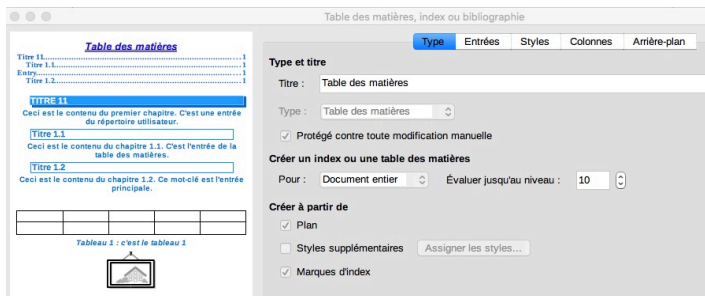 Table des matières, index ou bibliographie
Table des matières
Titre 11.....1
Titre 1.1.....1
Entry.....1
Titre 1.2.....1
TITRE 11
Ceci est le contenu du premier chapitre. C'est une entrée
du répertoire utilisateur.
Titre 1.1
Ceci est le contenu du chapitre 1.1. C'est l'entrée de la
table des matières.
Titre 1.2
Ceci est le contenu du chapitre 1.2. Ce mot-clé est l'entrée
principale.
Tableau 1 : c'est le tableau 1
Type Entrées Styles Colonnes Arrière-plan
Type et titre
Titre : Table des matières
Type : Table des matières
Protégé contre toute modification manuelle
Créer un index ou une table des matières
Pour : Document entier Évaluer jusqu'au niveau : 10
Créer à partir de
Plan
Styles supplémentaires Assigner les styles...
Marques d'index